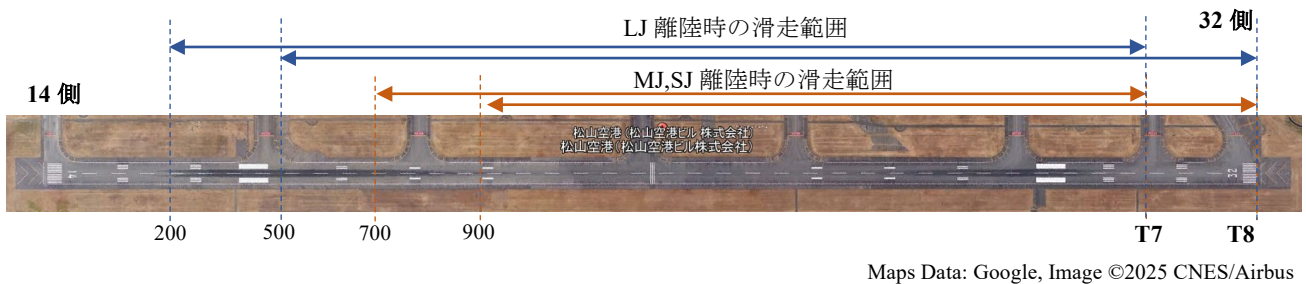 LJ 離陸時の滑走範囲
32 側
MJ,SJ 離陸時の滑走範囲
14 側
松山空港(松山空港ビル 株式会社)
松山空港(松山空港ビル株式会社)
14
32
200
500
700
900
T7
T8
Maps Data: Google, Image ©2025 CNES/Airbus